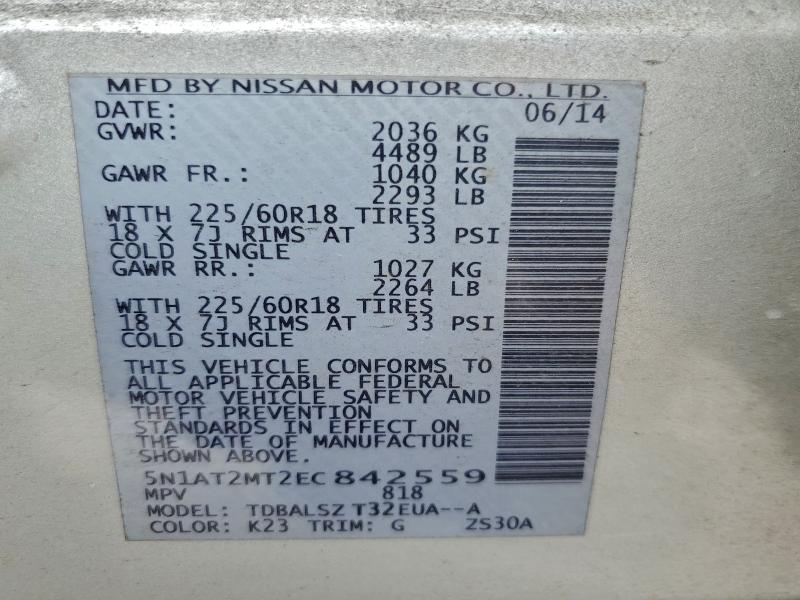 MFD BY NISSAN MOTOR CO., LTD.
DATE: 06/14
GVWR: 2036 KG
4489 LB
GAWR FR.: 1040 KG
2293 LB
WITH 225/60R18 TIRES
18 X 7J RIMS AT 33 PSI
COLD SINGLE
GAWR RR.: 1027 KG
2264 LB
WITH 225/60R18 TIRES
18 X 7J RIMS AT 33 PSI
COLD SINGLE
THIS VEHICLE CONFORMS TO
ALL APPLICABLE FEDERAL
MOTOR VEHICLE SAFETY AND
THEFT PREVENTION
STANDARDS IN EFFECT ON
THE DATE OF MANUFACTURE
SHOWN ABOVE.
5N1AT2MT2EC842559
MPV 818
MODEL: TDBALSZ T32EUA--A
COLOR: K23 TRIM: G ZS30A